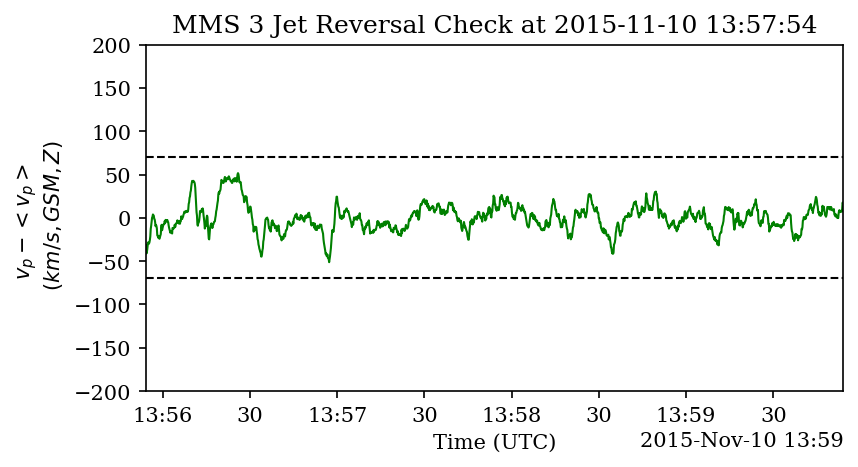 MMS 3 Jet Reversal Check at 2015-11-10 13:57:54
200
150
100
50
0
−50
−100
−150
−200
v_p − < v_p >
(km/s, GSM, Z)
13:56 30 13:57 30 13:58 30 13:59 30
Time (UTC)
2015-Nov-10 13:59